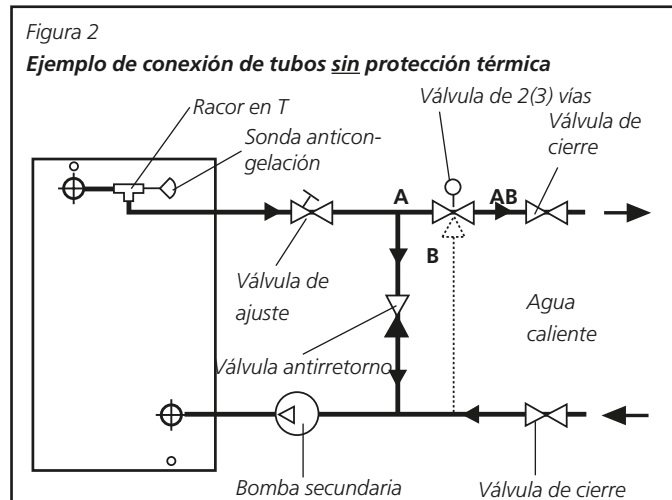 Figura 2
Ejemplo de conexión de tubos sin protección térmica
Racor en T
Válvula de 2(3) vías
Sonda anticon-
gelación
Válvula de
cierre
A
AB
B
Válvula de
ajuste
Agua
caliente
Válvula antirretorno
Bomba secundaria
Válvula de cierre